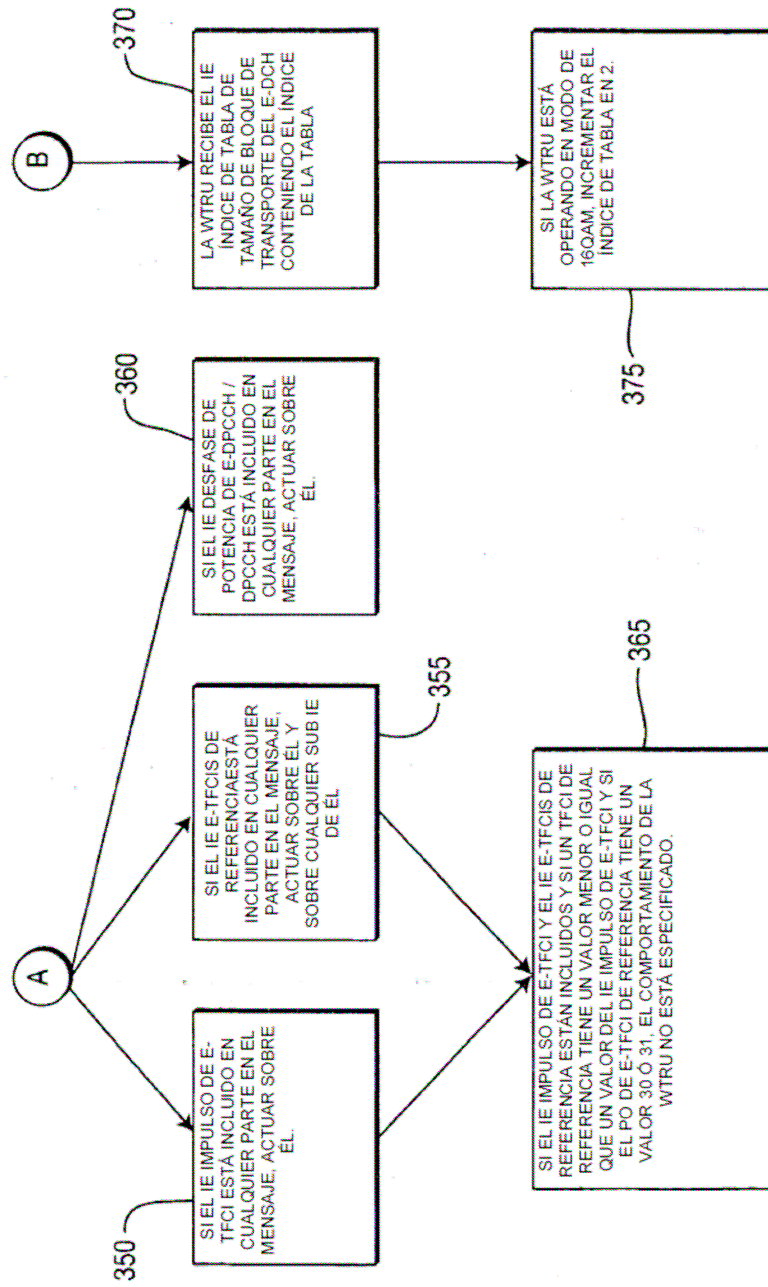 A
350
SI EL IE IMPULSO DE E-
TFCI ESTÁ INCLUIDO EN
CUALQUIER PARTE EN EL
MENSAJE, ACTUAR SOBRE
ÉL.
SI EL IE E-TFCIS DE
REFERENCIAESTÁ
INCLUIDO EN CUALQUIER
PARTE EN EL MENSAJE,
ACTUAR SOBRE ÉL Y
SOBRE CUALQUIER SUB IE
DE ÉL
355
SI EL IE DESFASE DE
POTENCIA DE E-DPCCH /
DPCCH ESTÁ INCLUIDO EN
CUALQUIER PARTE EN EL
MENSAJE, ACTUAR SOBRE
ÉL.
360
SI EL IE IMPULSO DE E-TFCI Y EL IE E-TFCIS DE
REFERENCIA ESTÁN INCLUIDOS Y SI UN TFCI DE
REFERENCIA TIENE UN VALOR MENOR O IGUAL
QUE UN VALOR DEL IE IMPULSO DE E-TFCI Y SI
EL PO DE E-TFCI DE REFERENCIA TIENE UN
VALOR 30 Ó 31, EL COMPORTAMIENTO DE LA
WTRU NO ESTÁ ESPECIFICADO.
365
B
LA WTRU RECIBE EL IE
ÍNDICE DE TABLA DE
TAMAÑO DE BLOQUE DE
TRANSPORTE DEL E-DCH
CONTENIENDO EL ÍNDICE
DE LA TABLA
370
SI LA WTRU ESTÁ
OPERANDO EN MODO DE
16QAM, INCREMENTAR EL
ÍNDICE DE TABLA EN 2.
375